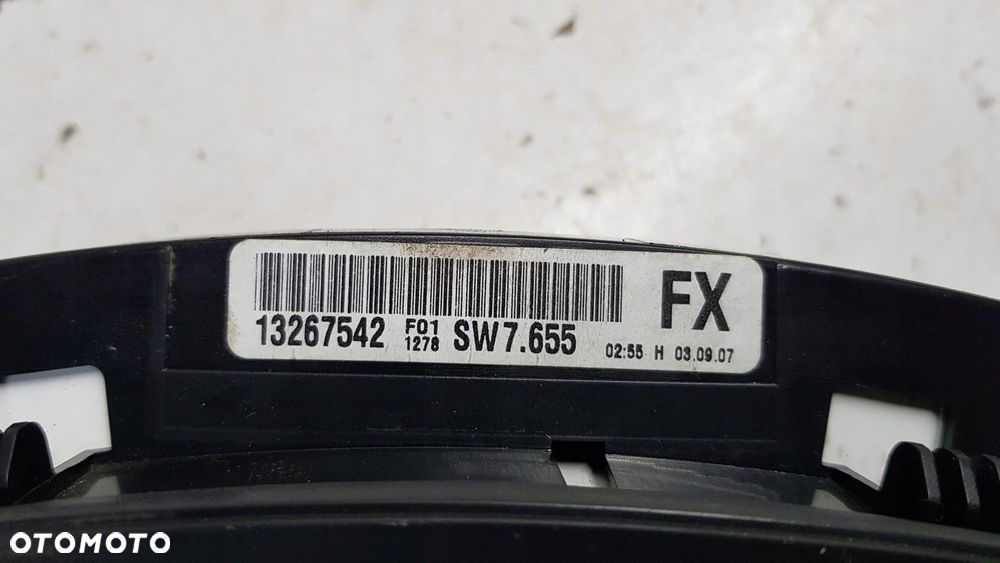 13267542 F01 1278 SW7.655 FX
02:55 H 03.09.07
OTOMOTO